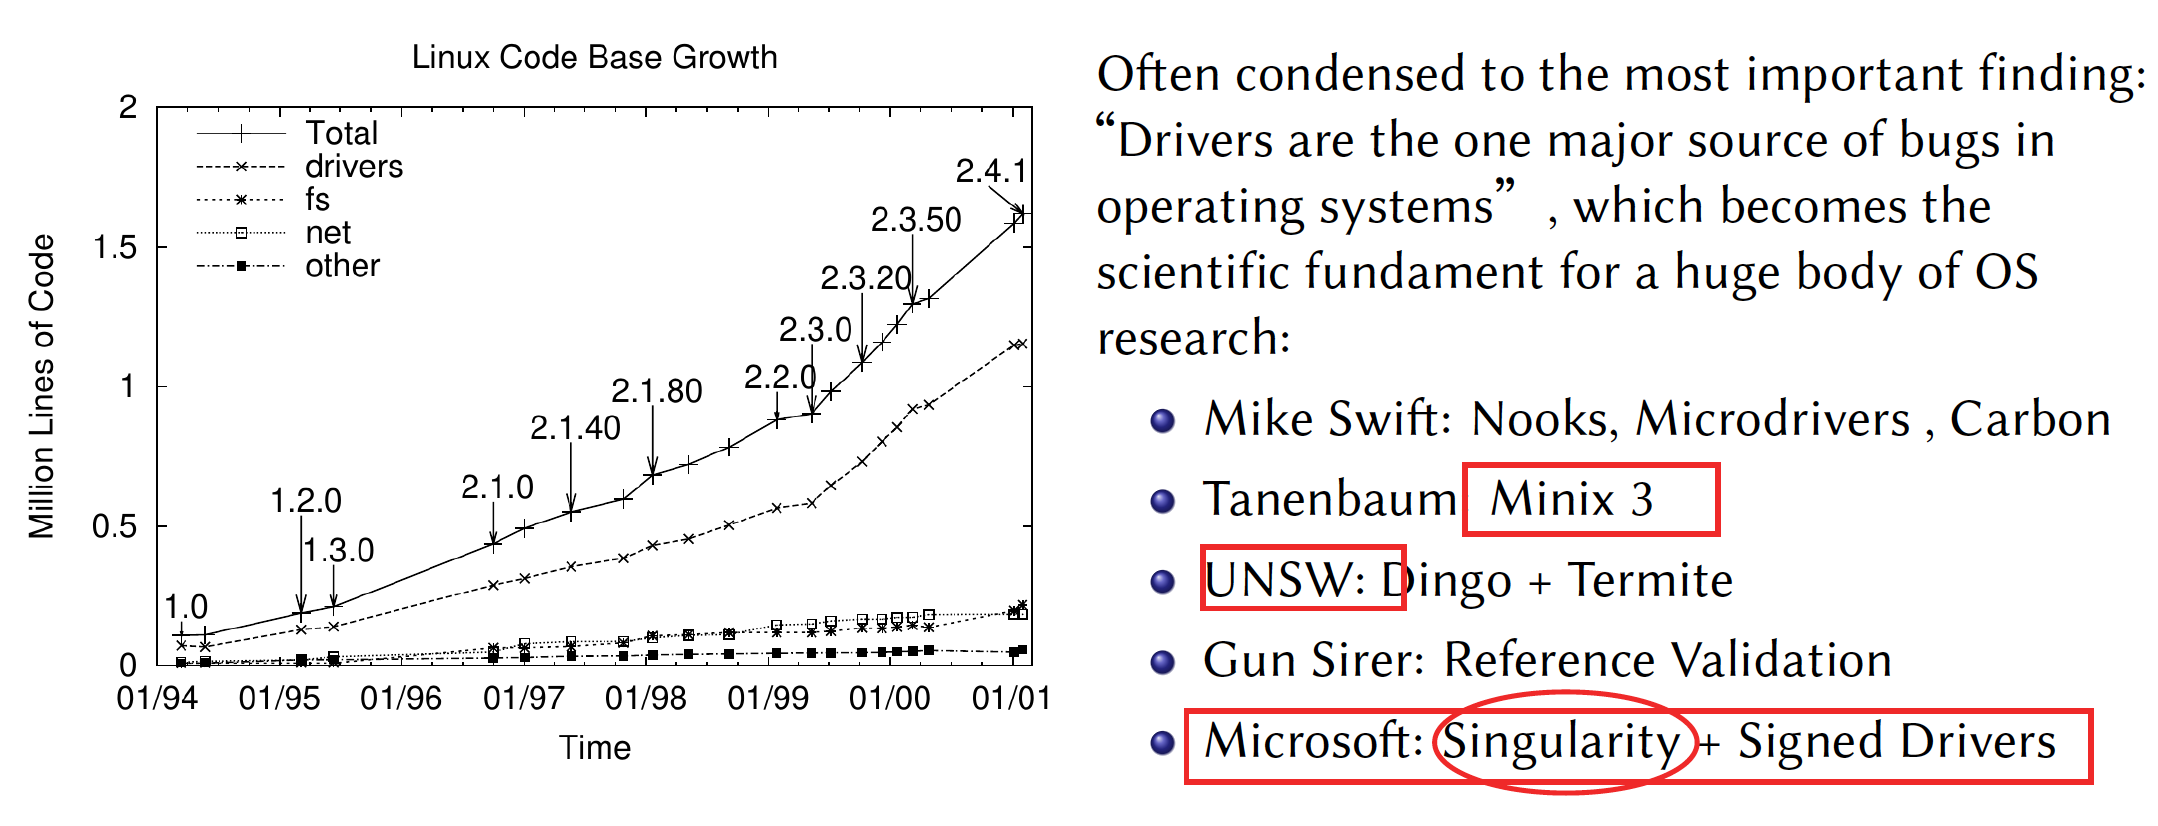 Linux Code Base Growth
2
1.5
1
0.5
0
Million Lines of Code
Total
drivers
fs
net
other
1.0
1.2.0
1.3.0
2.1.0
2.1.40
2.1.80
2.2.0
2.3.0
2.3.20
2.3.50
2.4.1
01/94 01/95 01/96 01/97 01/98 01/99 01/00 01/01
Time
Often condensed to the most important finding:
“Drivers are the one major source of bugs in
operating systems” , which becomes the
scientific fundament for a huge body of OS
research:
Mike Swift: Nooks, Microdrivers , Carbon
Tanenbaum Minix 3
UNSW: Dingo + Termite
Gun Sirer: Reference Validation
Microsoft: Singularity + Signed Drivers